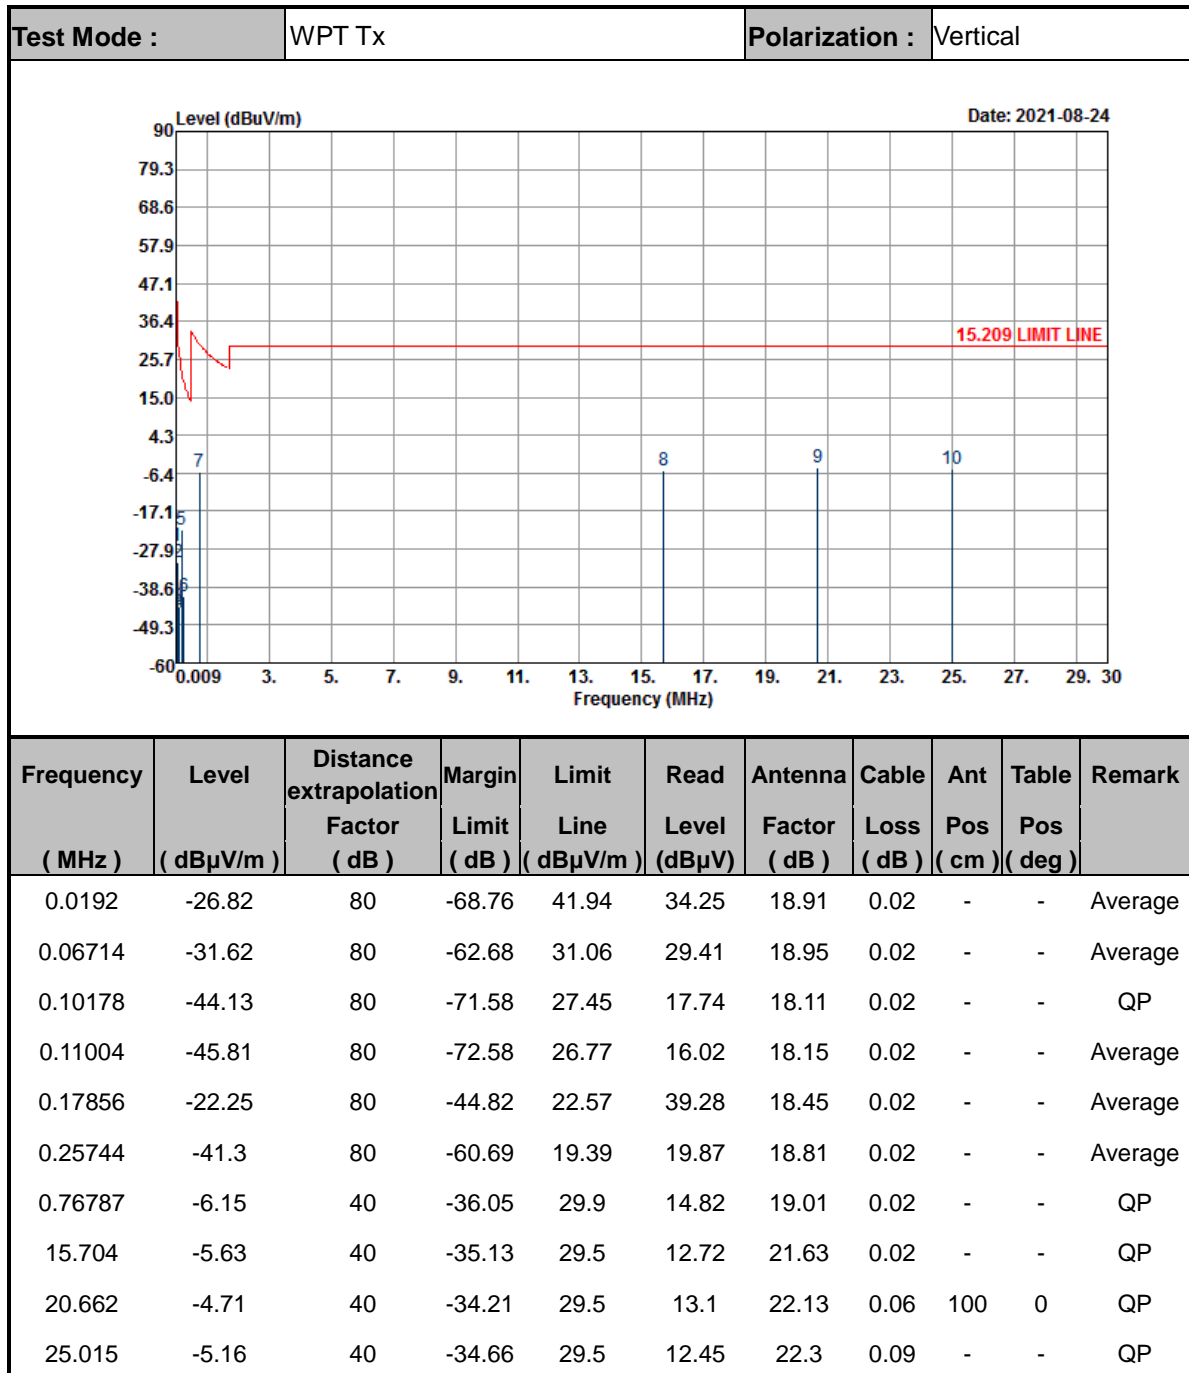 Test Mode : WPT Tx Polarization : Vertical
Level (dBuV/m) Date: 2021-08-24
90
79.3
68.6
57.9
47.1
36.4
15.209 LIMIT LINE
25.7
15.0
4.3
7 8 9 10
-6.4
-17.1
5
-27.9
2
-38.6
6
-49.3
-60
0.009 3. 5. 7. 9. 11. 13. 15. 17. 19. 21. 23. 25. 27. 29. 30
Frequency (MHz)
Frequency Level Distance extrapolation Factor Margin Limit Read Antenna Cable Ant Table Remark
Limit Line Level Factor Loss Pos Pos
( MHz ) ( dBµV/m ) ( dB ) ( dB ) ( dBµV/m ) (dBµV) ( dB ) ( dB ) ( cm ) ( deg )
0.0192 -26.82 80 -68.76 41.94 34.25 18.91 0.02 - - Average
0.06714 -31.62 80 -62.68 31.06 29.41 18.95 0.02 - - Average
0.10178 -44.13 80 -71.58 27.45 17.74 18.11 0.02 - - QP
0.11004 -45.81 80 -72.58 26.77 16.02 18.15 0.02 - - Average
0.17856 -22.25 80 -44.82 22.57 39.28 18.45 0.02 - - Average
0.25744 -41.3 80 -60.69 19.39 19.87 18.81 0.02 - - Average
0.76787 -6.15 40 -36.05 29.9 14.82 19.01 0.02 - - QP
15.704 -5.63 40 -35.13 29.5 12.72 21.63 0.02 - - QP
20.662 -4.71 40 -34.21 29.5 13.1 22.13 0.06 100 0 QP
25.015 -5.16 40 -34.66 29.5 12.45 22.3 0.09 - - QP